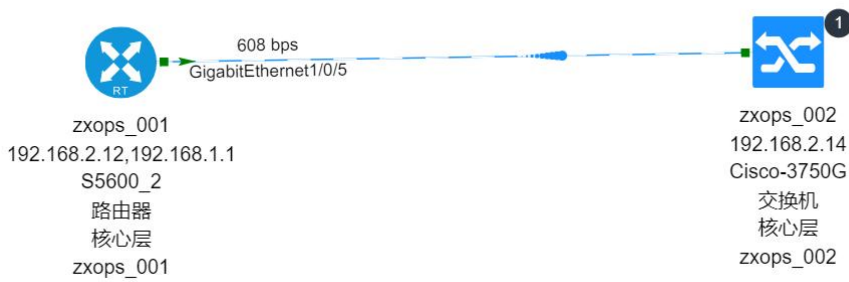 608 bps
GigabitEthernet1/0/5
RT
1
zxops_001
192.168.2.12,192.168.1.1
S5600_2
路由器
核心层
zxops_001
zxops_002
192.168.2.14
Cisco-3750G
交换机
核心层
zxops_002